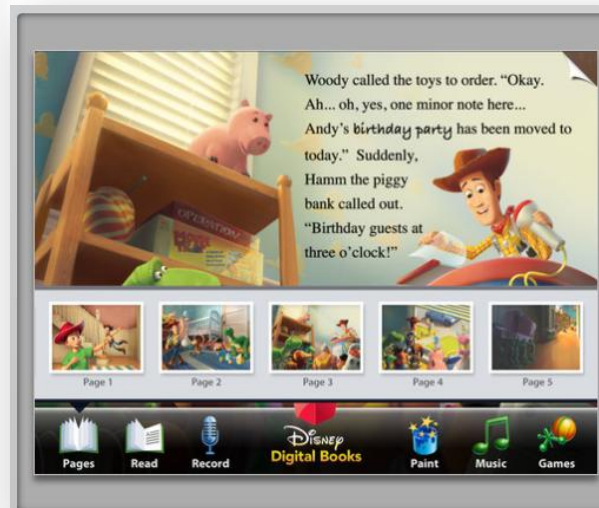 Woody called the toys to order. “Okay.
Ah... oh, yes, one minor note here...
Andy’s birthday party has been moved to
today.” Suddenly,
Hamm the piggy
bank called out.
“Birthday guests at
three o’clock!”
OPERATION
Page 1
Page 2
Page 3
Page 4
Page 5
Pages
Read
Record
Disney
Digital Books
Paint
Music
Games